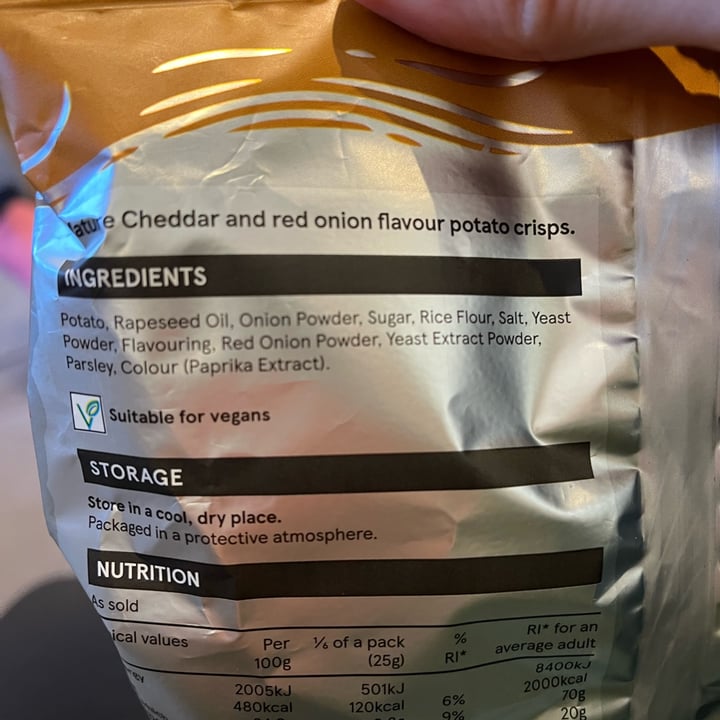 Cheddar and red onion flavour potato crisps.
INGREDIENTS
Potato, Rapeseed Oil, Onion Powder, Sugar, Rice Flour, Salt, Yeast
Powder, Flavouring, Red Onion Powder, Yeast Extract Powder,
Parsley, Colour (Paprika Extract).
Suitable for vegans
STORAGE
Store in a cool, dry place.
Packaged in a protective atmosphere.
NUTRITION
As sold
values Per 100g ⅙ of a pack (25g) % RI* RI* for an average adult
2005kJ 501kJ 8400kJ
480kcal 120kcal 6% 2000kcal
9% 70g
20g